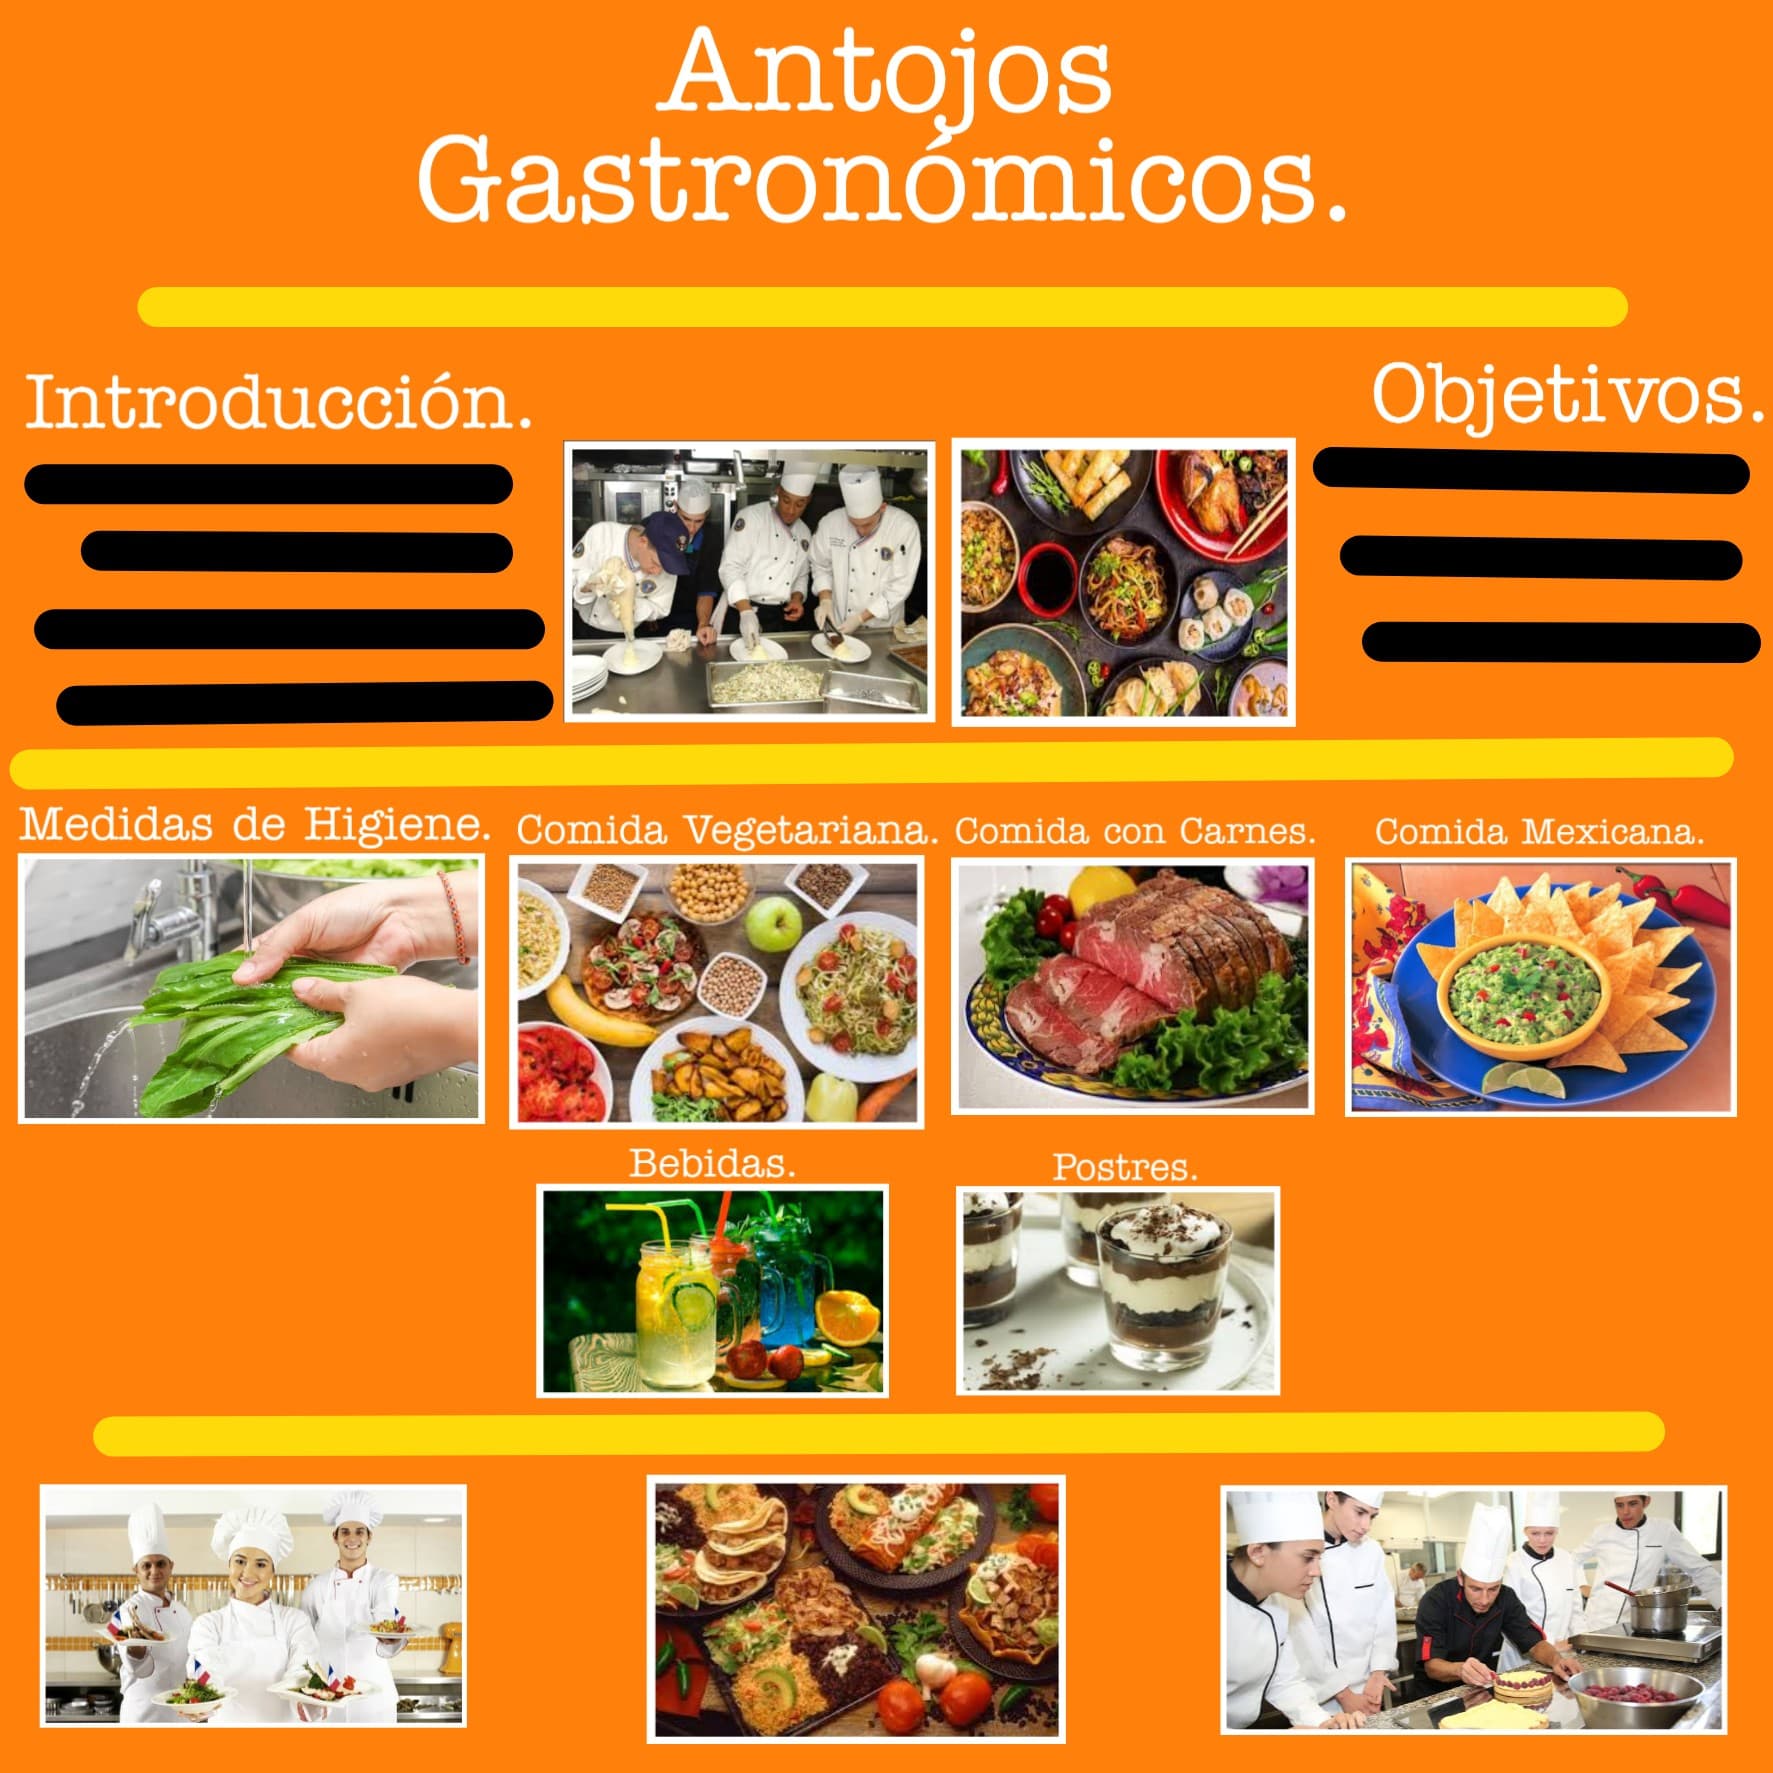 Antojos
Gastronómicos.
Introducción.
Objetivos.
Medidas de Higiene.
Comida Vegetariana.
Comida con Carnes.
Comida Mexicana.
Bebidas.
Postres.